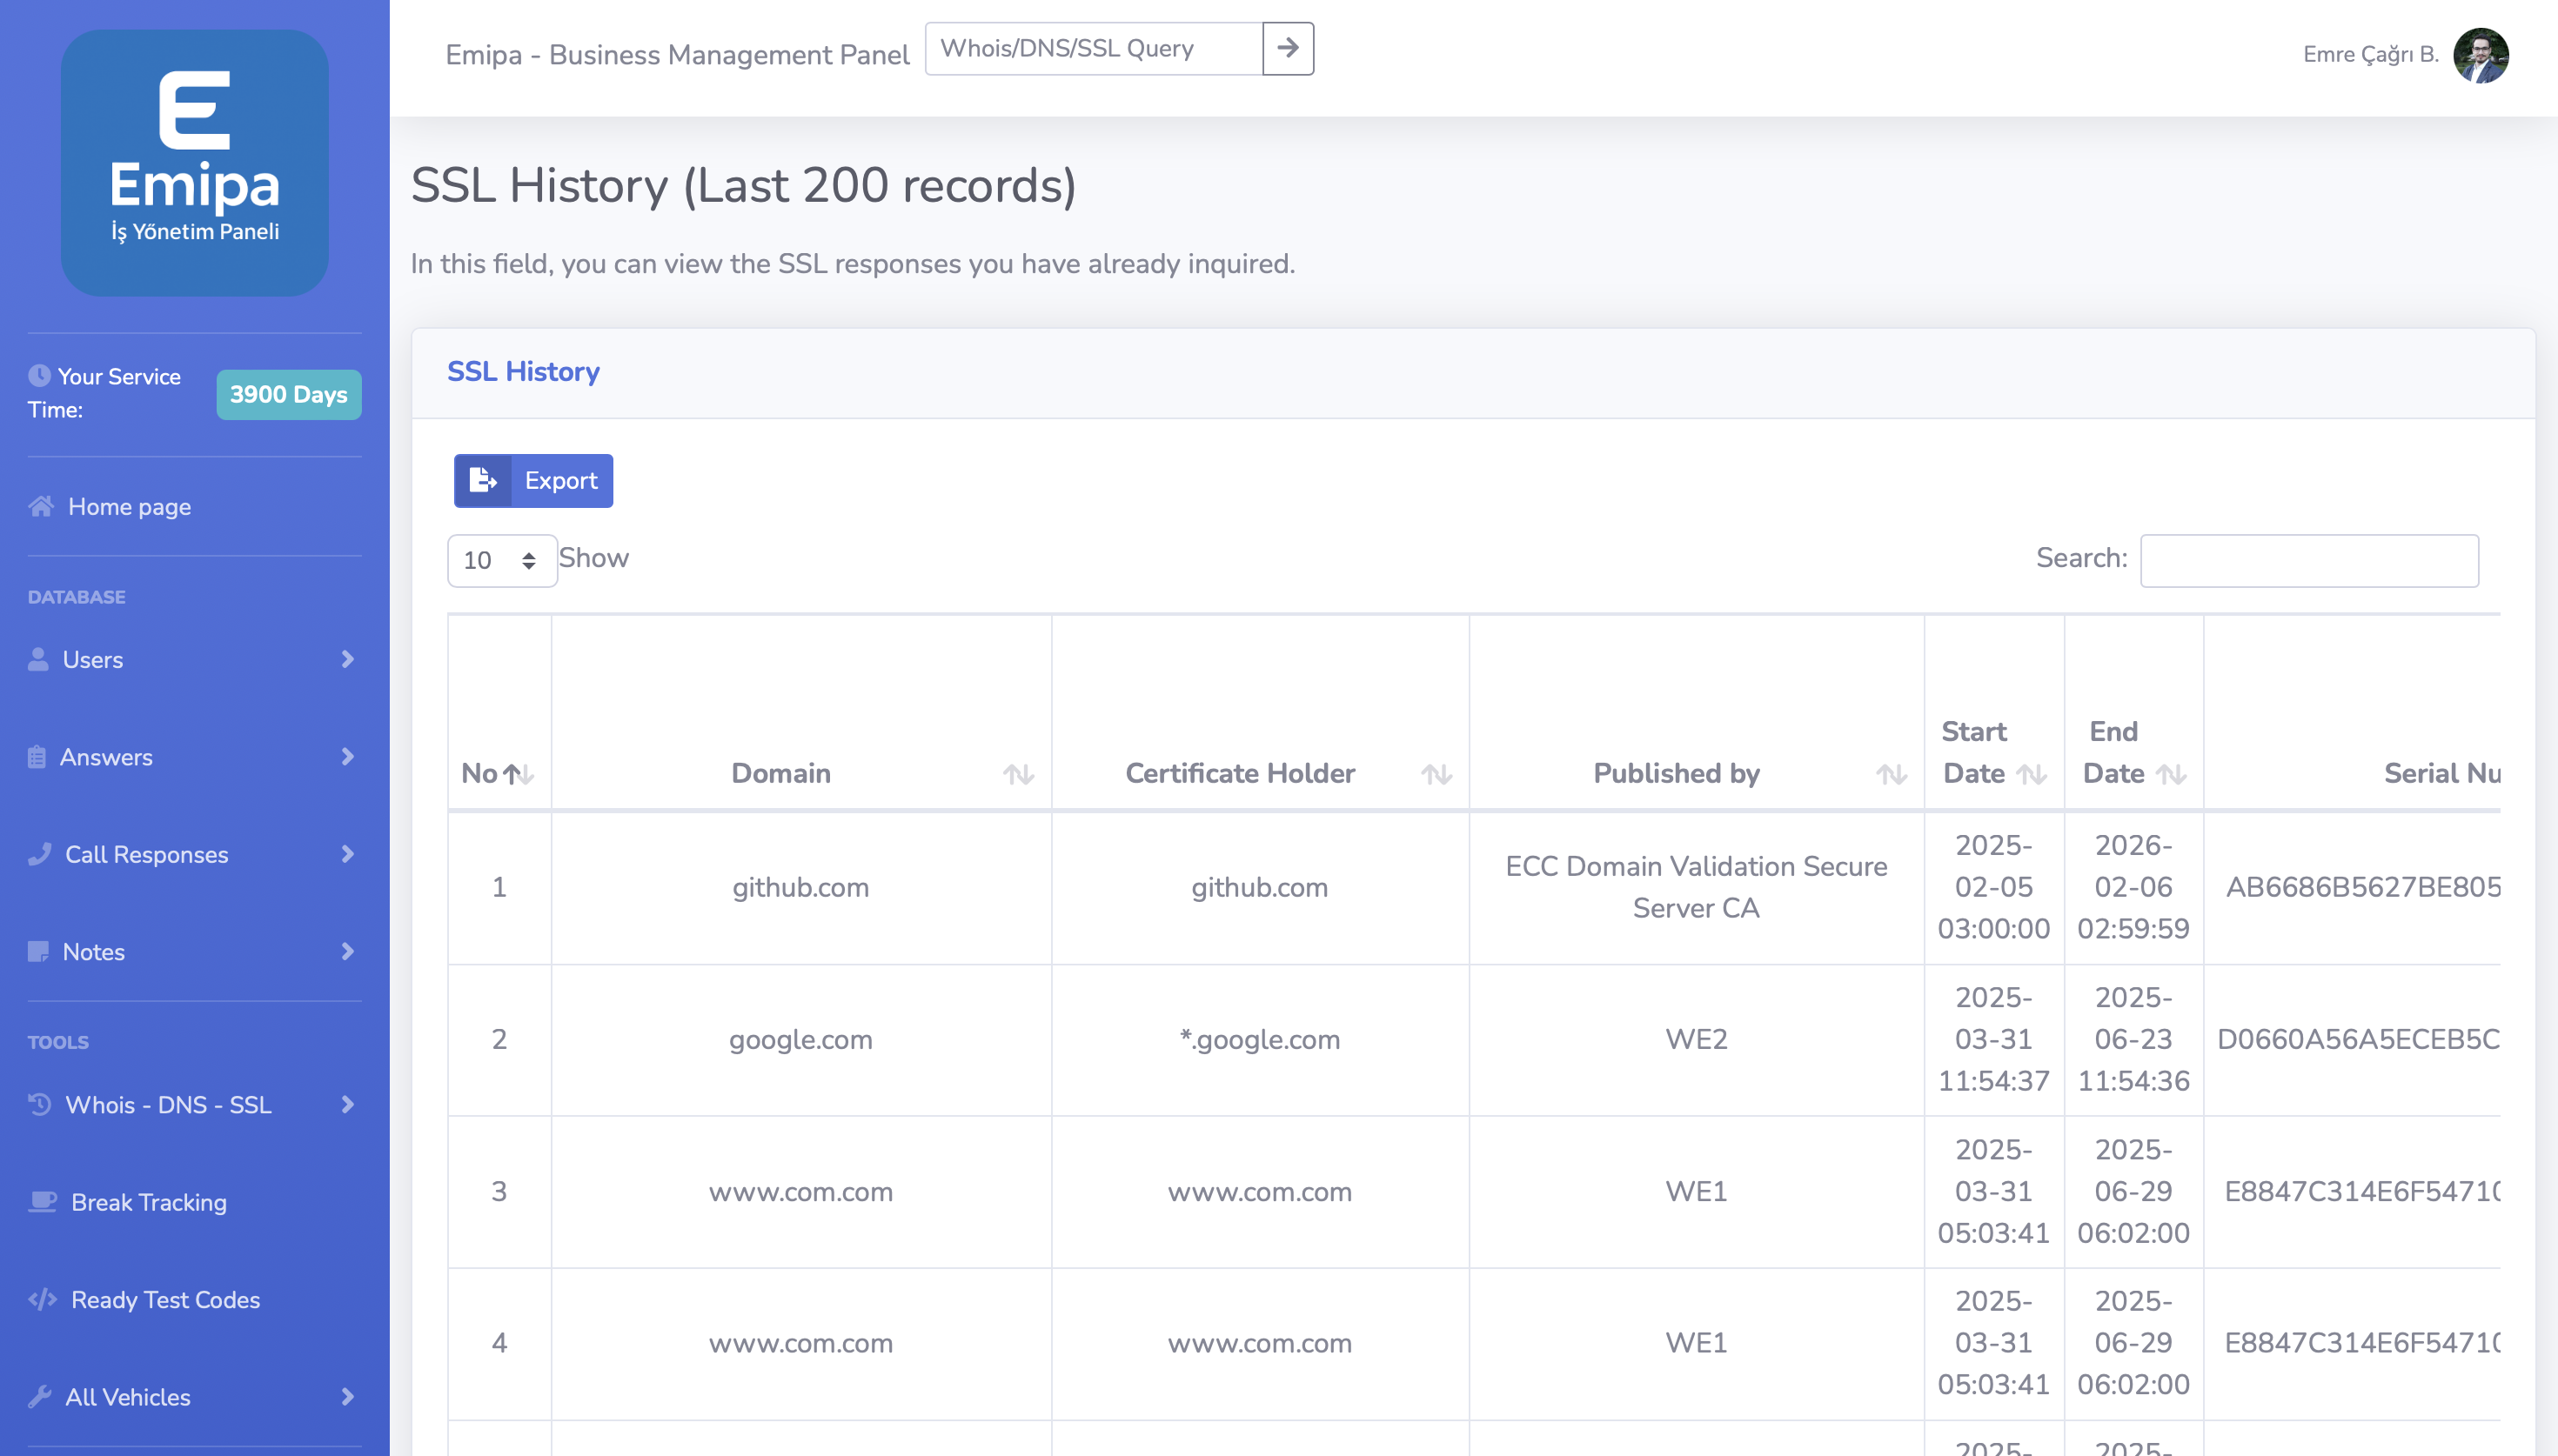 Emipa
İş Yönetim Paneli
Your Service
Time:
3900 Days
Home page
DATABASE
Users
Answers
Call Responses
Notes
TOOLS
Whois - DNS - SSL
Break Tracking
Ready Test Codes
All Vehicles
Emipa - Business Management Panel
Whois/DNS/SSL Query
Emre Çağrı B.
SSL History (Last 200 records)
In this field, you can view the SSL responses you have already inquired.
SSL History
Export
10 Show
Search:
No Domain Certificate Holder Published by Start Date End Date Serial Nu
1 github.com github.com ECC Domain Validation Secure Server CA 2025-02-05 03:00:00 2026-02-06 02:59:59 AB6686B5627BE805
2 google.com *.google.com WE2 2025-03-31 11:54:37 2025-06-23 11:54:36 D0660A56A5ECEB5C
3 www.com.com www.com.com WE1 2025-03-31 05:03:41 2025-06-29 06:02:00 E8847C314E6F5471
4 www.com.com www.com.com WE1 2025-03-31 05:03:41 2025-06-29 06:02:00 E8847C314E6F5471
2025- 2025-